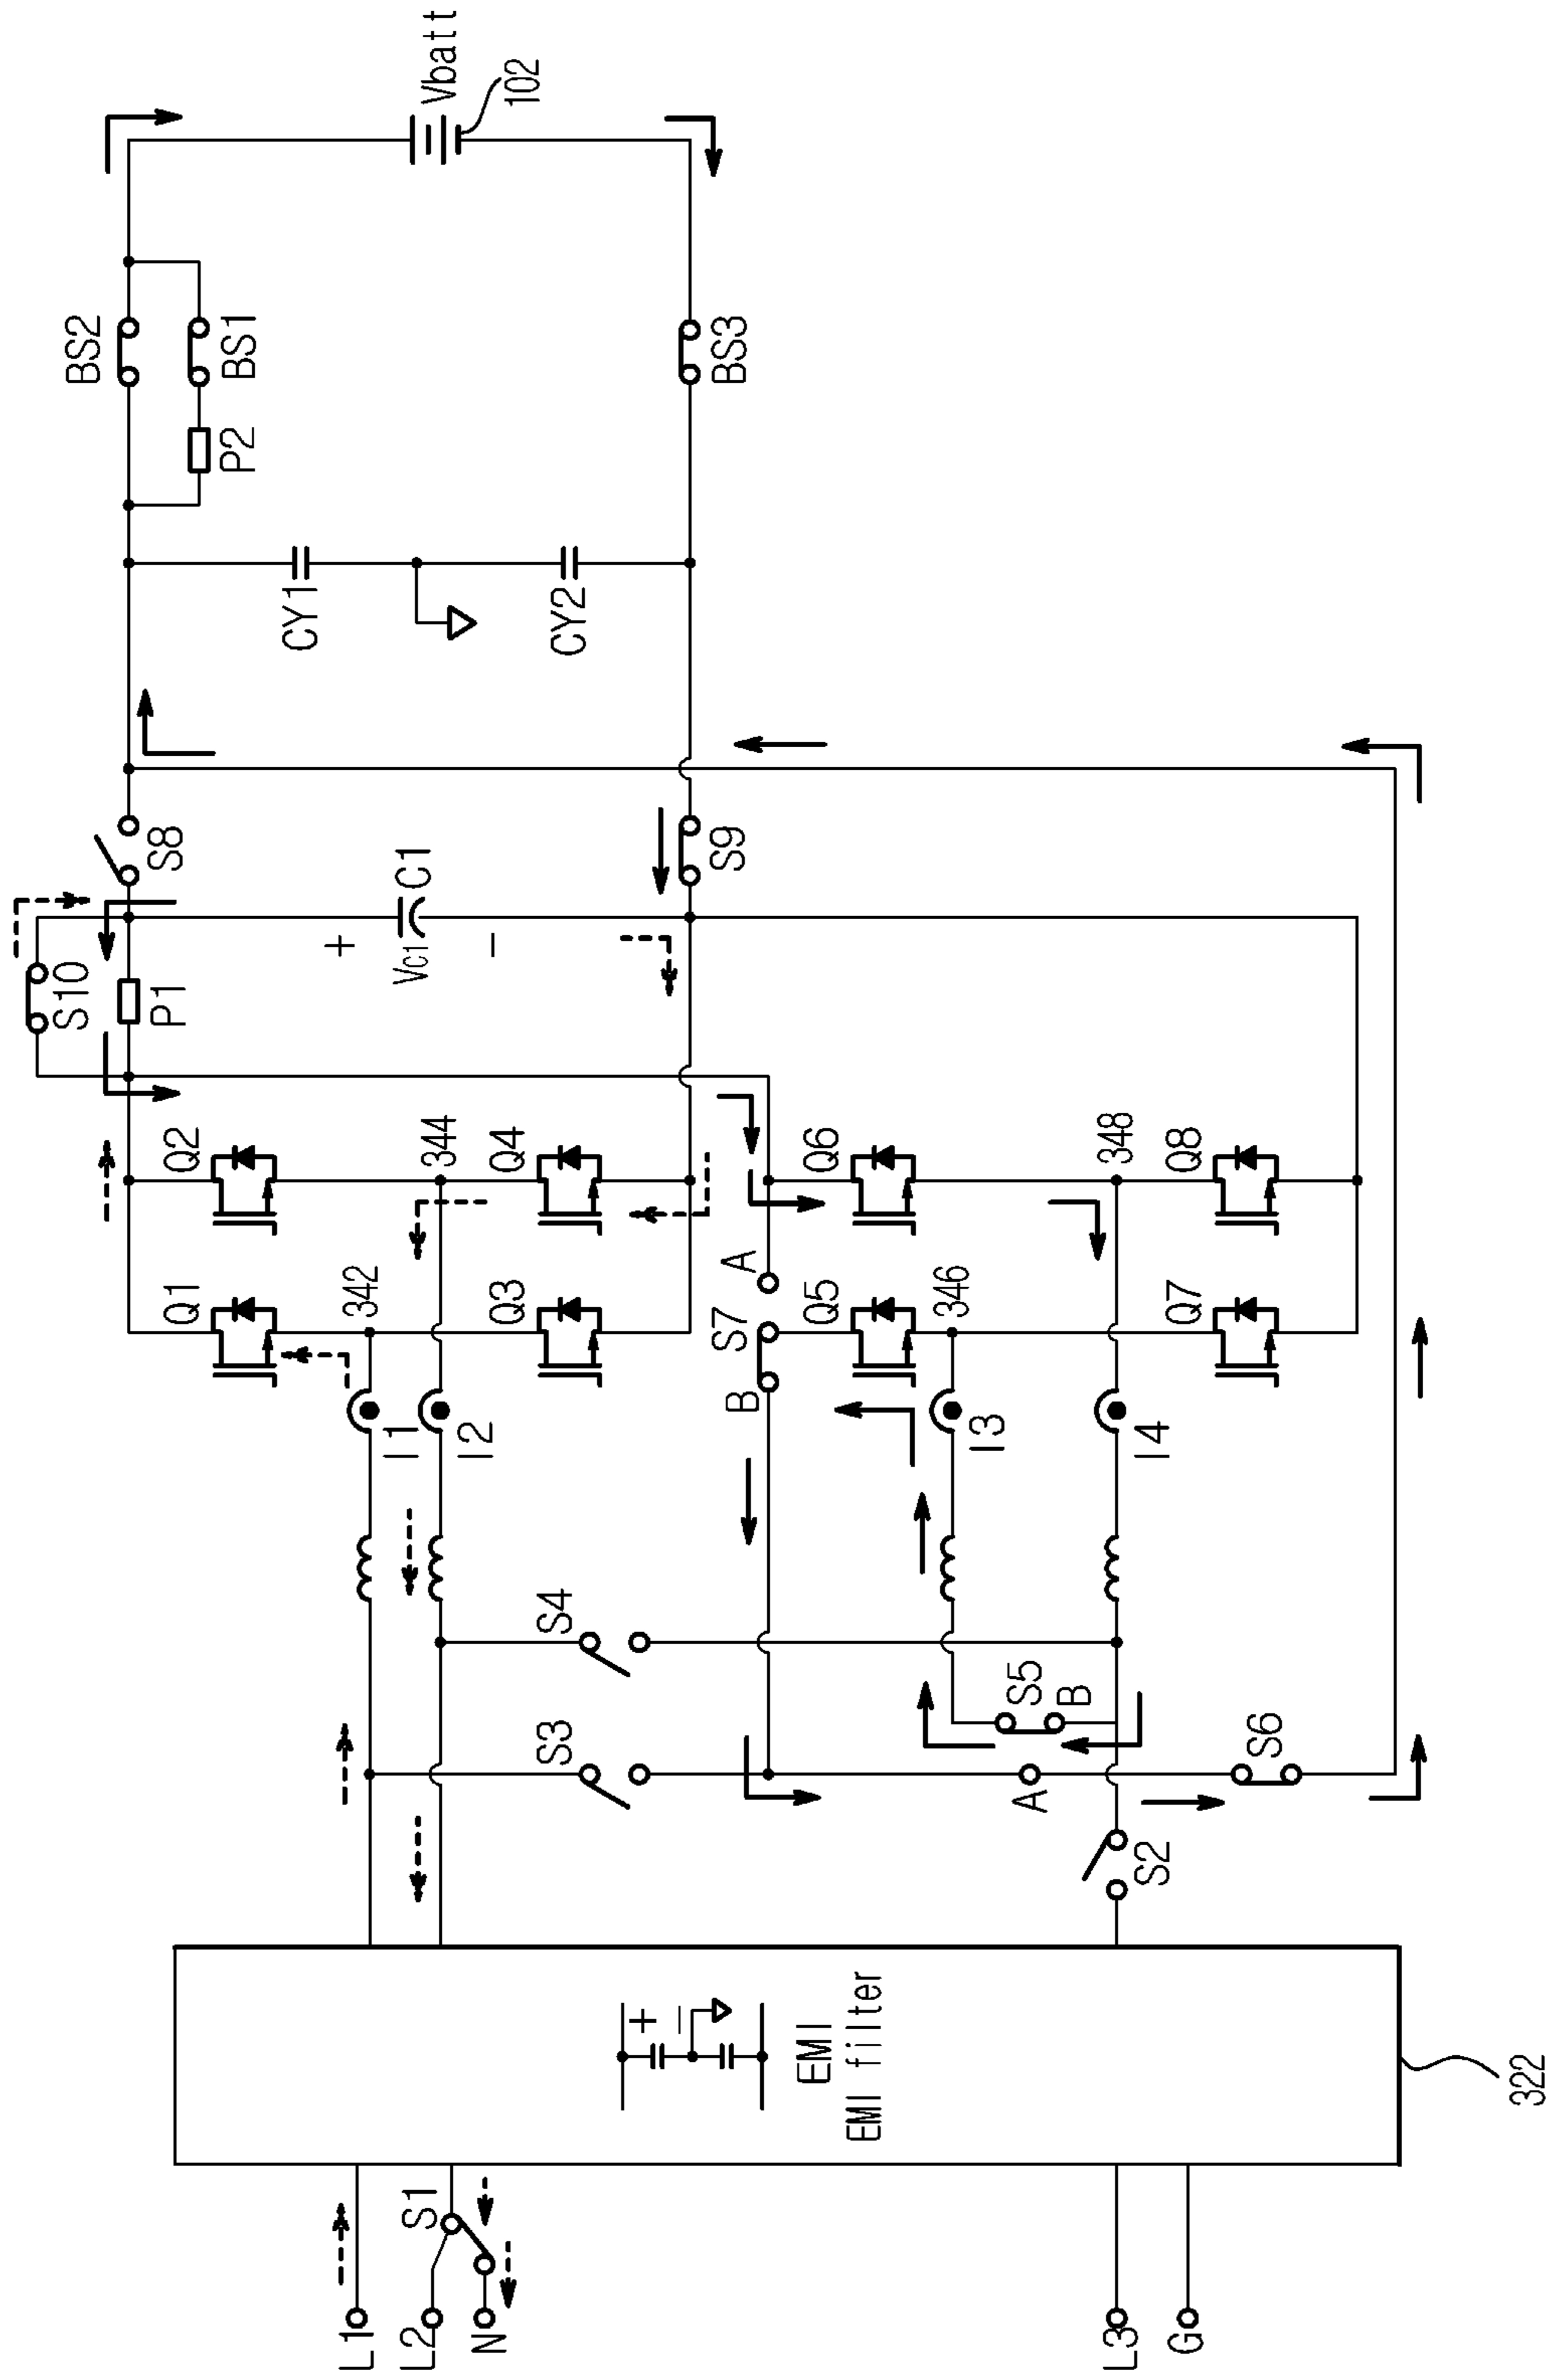 L1
L2
N
S1
L3
G
EMI
EMI filter
+
−
322
S2
S3
S4
S5
A
B
S6
I1
I2
I3
I4
Q1
Q2
342
344
Q3
Q4
S7
A
B
Q5
Q6
346
348
Q7
Q8
S10
P1
+
VC1
−
C1
S8
S9
CY1
CY2
P2
BS1
BS2
BS3
Vbatt
102